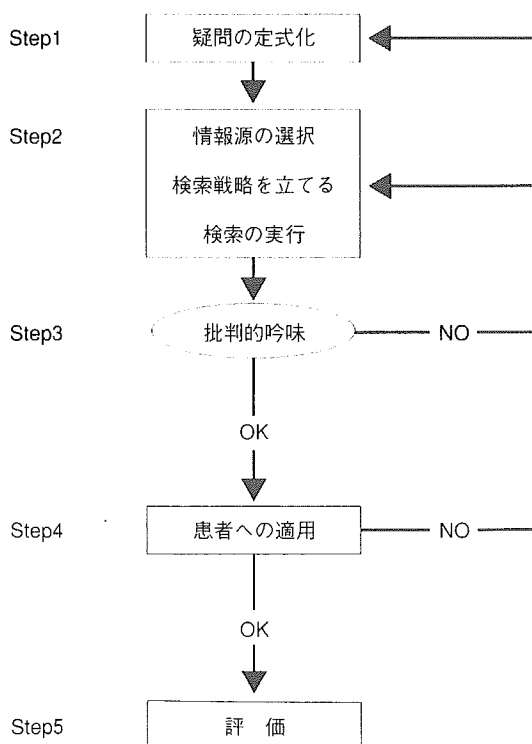 Step1 疑問の定式化
Step2 情報源の選択
検索戦略を立てる
検索の実行
Step3 批判的吟味 NO
OK
Step4 患者への適用 NO
OK
Step5 評 価